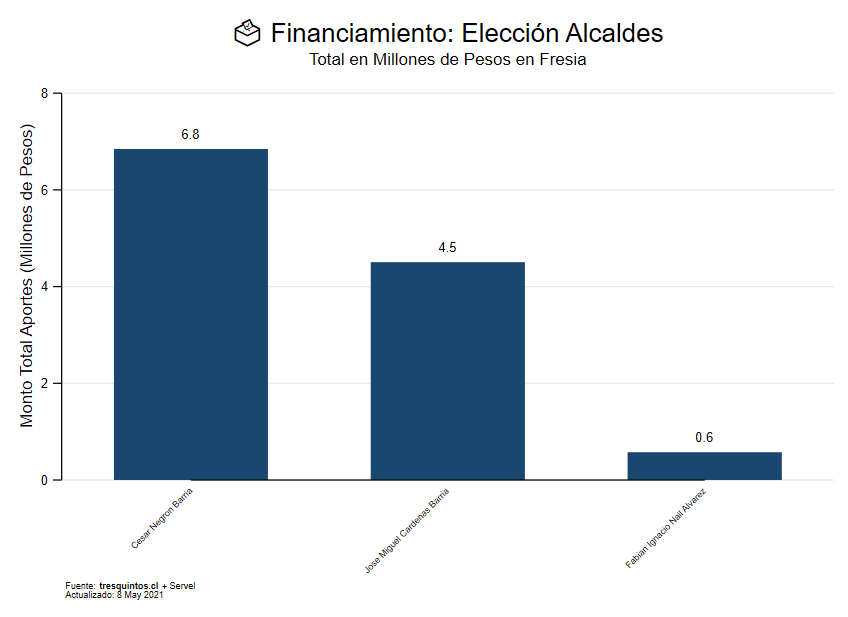 🗳 Financiamiento: Elección Alcaldes
Total en Millones de Pesos en Fresia
Monto Total Aportes (Millones de Pesos)
8
6
4
2
0
6.8
4.5
0.6
Cesar Negron Barria
Jose Miguel Cardenas Barria
Fabian Ignacio Nail Alvarez
Fuente: tresquintos.cl + Servel
Actualizado: 8 May 2021